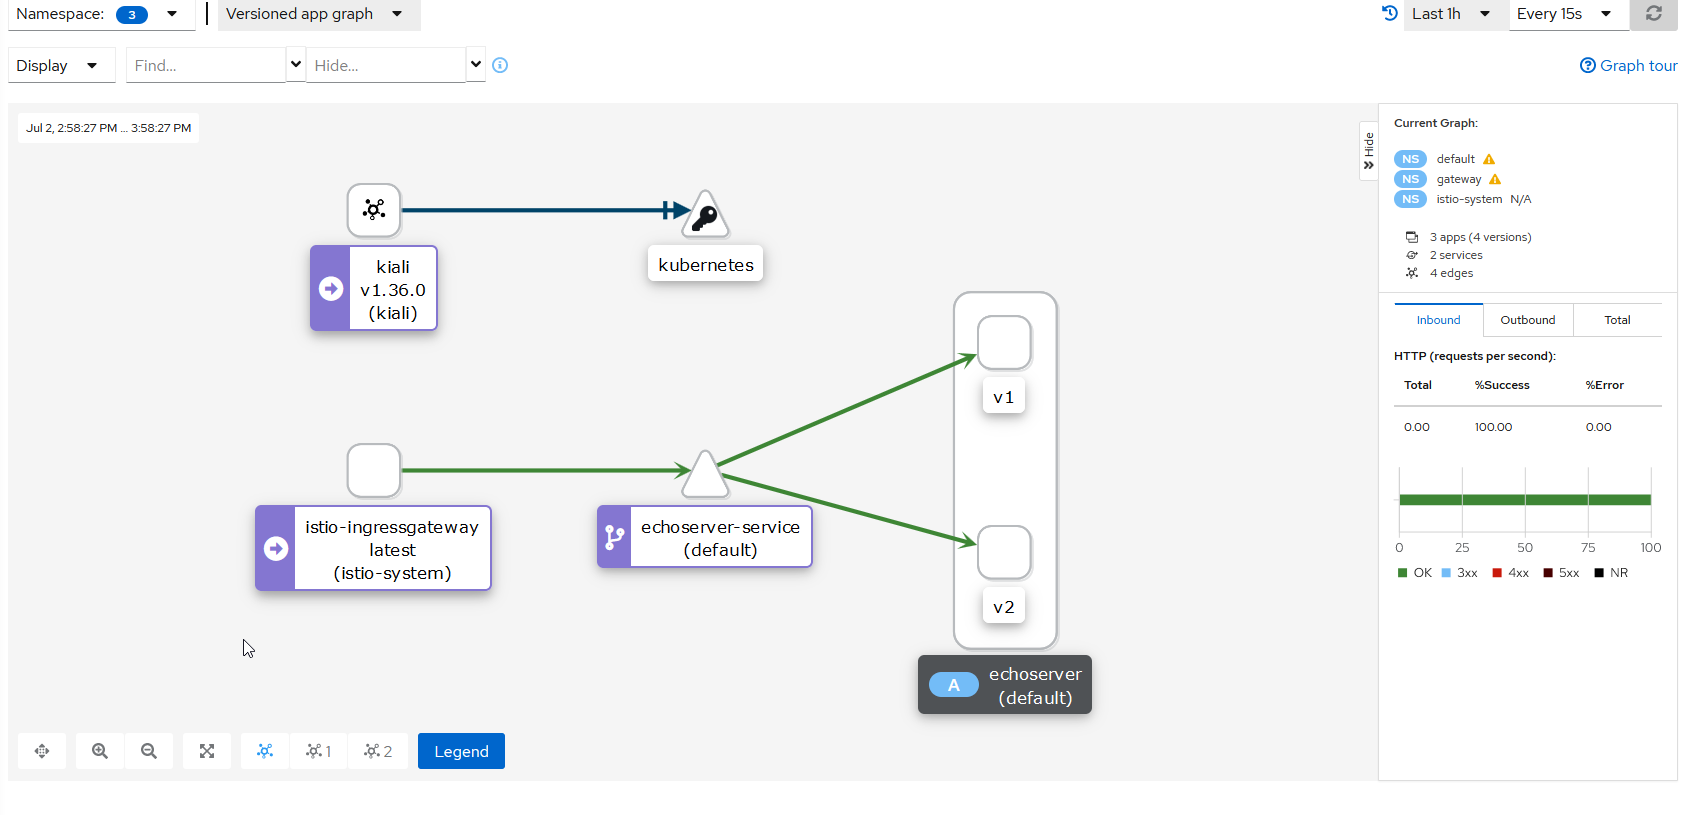 Namespace: 3
Versioned app graph
Last 1h
Every 15s
Display
Find...
Hide...
Graph tour
Jul 2, 2:58:27 PM ... 3:58:27 PM
Hide
kiali
v1.36.0
(kiali)
kubernetes
v1
istio-ingressgateway
latest
(istio-system)
echoserver-service
(default)
v2
A
echoserver
(default)
1
2
Legend
Current Graph:
NS default
NS gateway
NS istio-system N/A
3 apps (4 versions)
2 services
4 edges
Inbound Outbound Total
HTTP (requests per second):
Total %Success %Error
0.00 100.00 0.00
0 25 50 75 100
OK 3xx 4xx 5xx NR